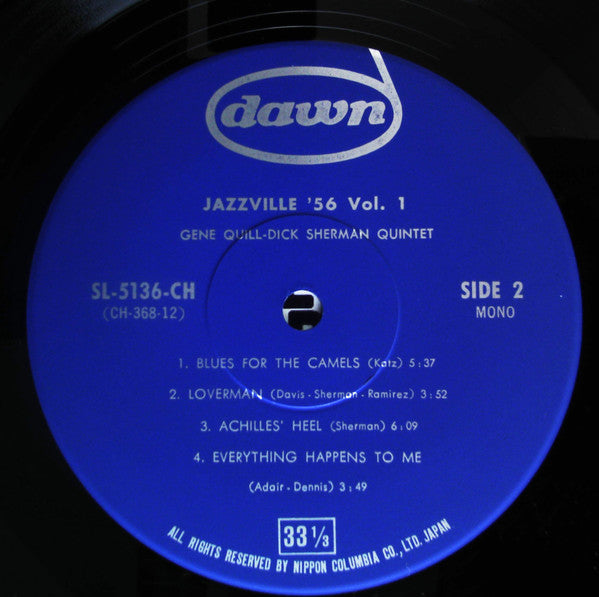 dawn
JAZZVILLE '56 Vol. 1
GENE QUILL-DICK SHERMAN QUINTET
SL-5136-CH
(CH-368-12)
SIDE 2
MONO
1. BLUES FOR THE CAMELS (Katz) 5:37
2. LOVERMAN (Davis - Sherman - Ramirez) 3:52
3. ACHILLES' HEEL (Sherman) 6:09
4. EVERYTHING HAPPENS TO ME
(Adair - Dennis) 3:49
33 1/3
ALL RIGHTS RESERVED BY NIPPON COLUMBIA CO., LTD. JAPAN